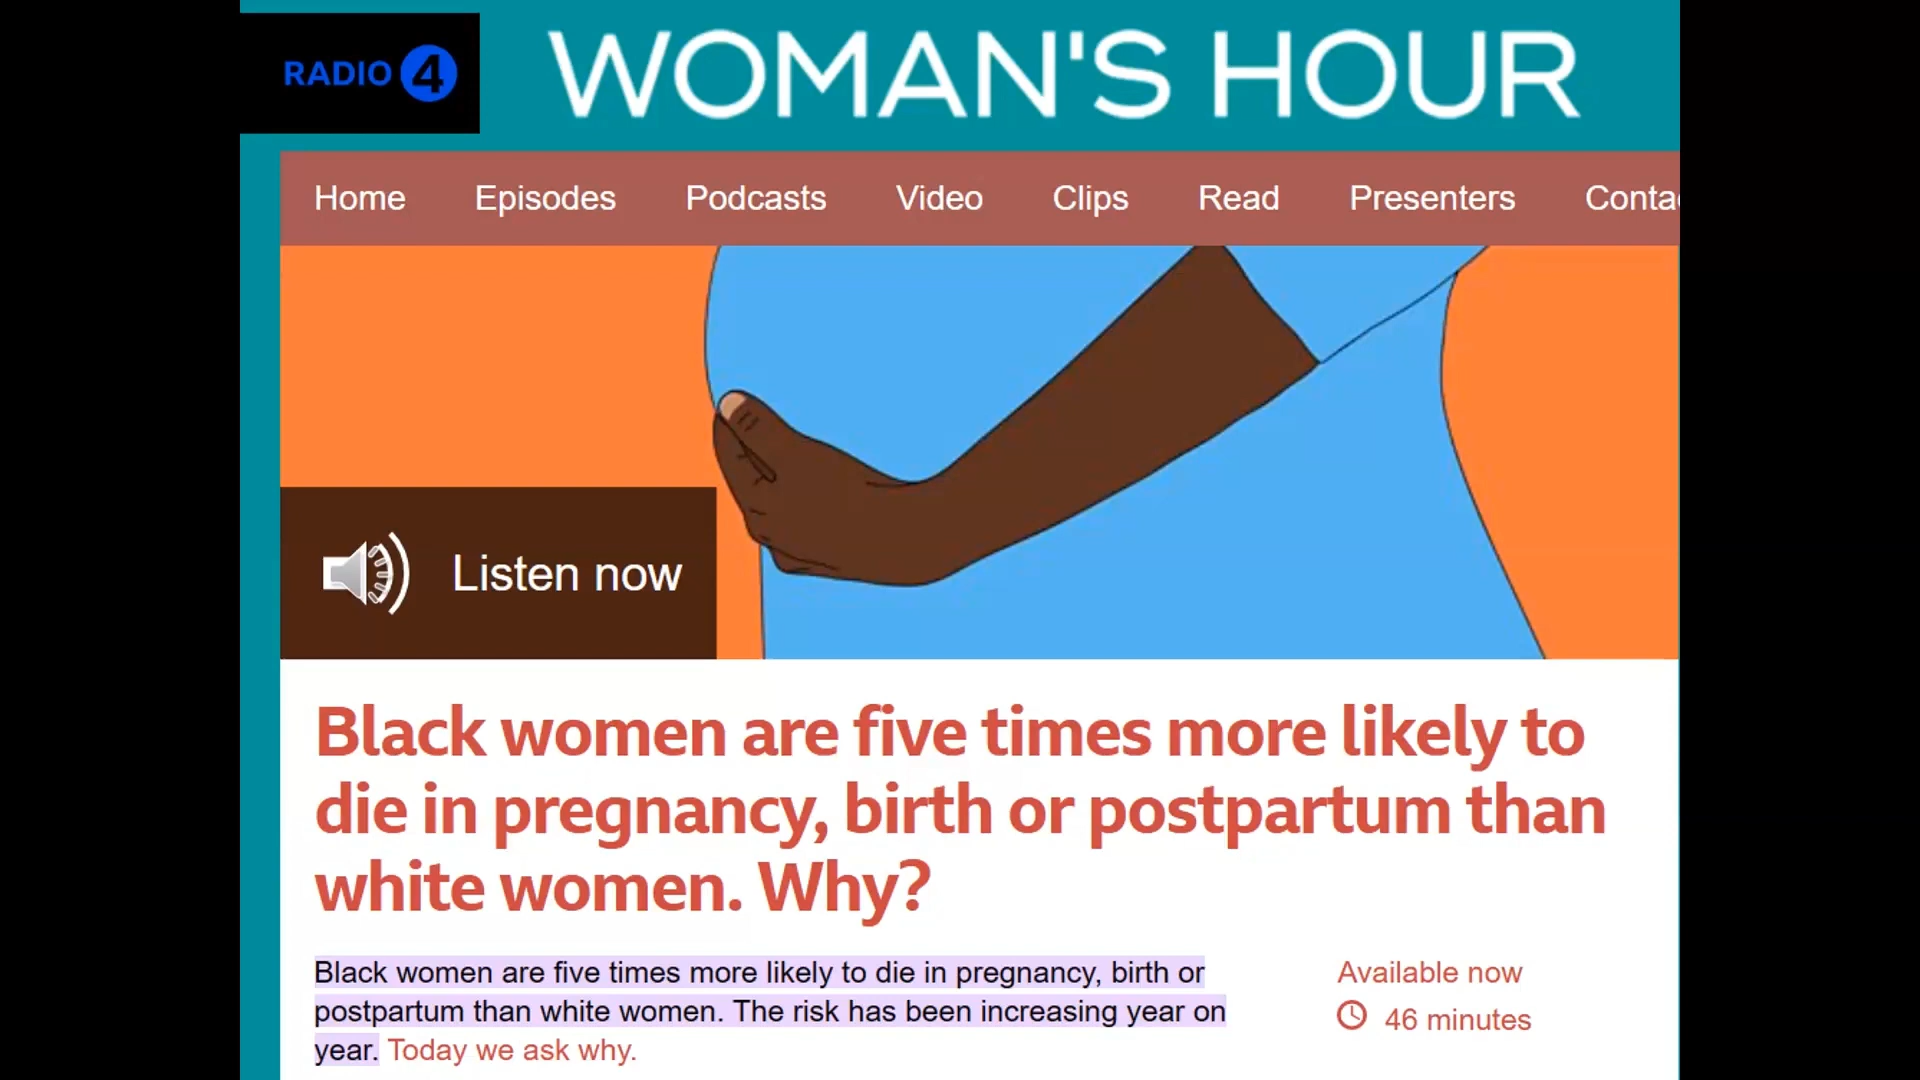 RADIO 4
WOMAN'S HOUR
Home Episodes Podcasts Video Clips Read Presenters Conta
Listen now
Black women are five times more likely to
die in pregnancy, birth or postpartum than
white women. Why?
Black women are five times more likely to die in pregnancy, birth or
postpartum than white women. The risk has been increasing year on
year. Today we ask why.
Available now
46 minutes